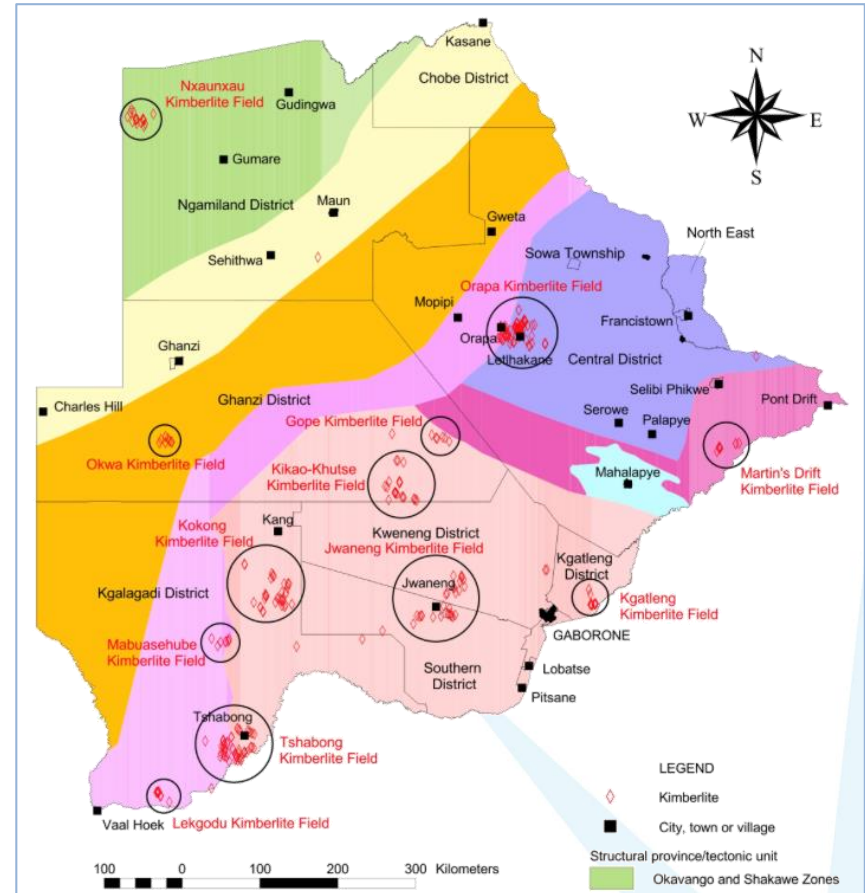 Kasane
Chobe District
N
W
E
S
Nxaunxau
Kimberlite Field
Gudingwa
Gumare
Ngamiland District
Maun
Sehithwa
Gweta
North East
Sowa Township
Orapa Kimberlite Field
Mopipi
Orapa
Letlhakane
Francistown
Central District
Ghanzi
Ghanzi District
Charles Hill
Selibi Phikwe
Pont Drift
Serowe
Palapye
Gope Kimberlite Field
Okwa Kimberlite Field
Kikao-Khutse
Kimberlite Field
Mahalapye
Martin's Drift
Kimberlite Field
Kokong
Kimberlite Field
Kang
Kweneng District
Jwaneng Kimberlite Field
Kgatleng
District
Kgalagadi District
Jwaneng
Kgatleng
Kimberlite Field
GABORONE
Mabuasehube
Kimberlite Field
Southern
District
Lobatse
Pitsane
Tshabong
Tshabong
Kimberlite Field
Vaal Hoek
Lekgodu Kimberlite Field
LEGEND
Kimberlite
City, town or village
Structural province/tectonic unit
Okavango and Shakawe Zones
100 0 100 200 300 Kilometers